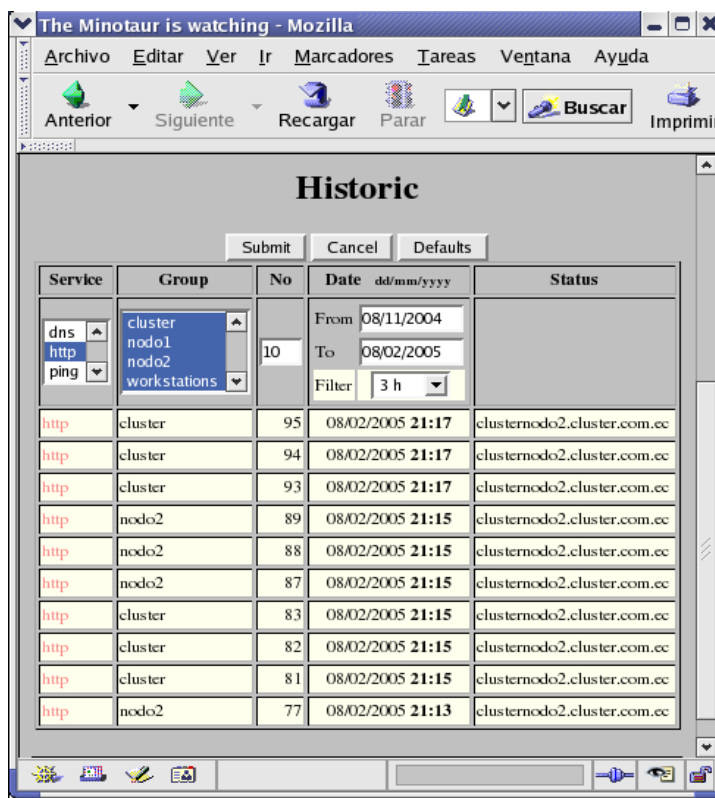 The Minotaur is watching - Mozilla
Archivo Editar Ver Ir Marcadores Tareas Ventana Ayuda
Anterior Siguiente Recargar Parar Buscar Imprimi
Historic
Submit Cancel Defaults
Service Group No Date dd/mm/yyyy Status
dns
http
ping
cluster
nodo1
nodo2
workstations
10
From 08/11/2004
To 08/02/2005
Filter 3 h
http cluster 95 08/02/2005 21:17 clusternodo2.cluster.com.ec
http cluster 94 08/02/2005 21:17 clusternodo2.cluster.com.ec
http cluster 93 08/02/2005 21:17 clusternodo2.cluster.com.ec
http nodo2 89 08/02/2005 21:15 clusternodo2.cluster.com.ec
http nodo2 88 08/02/2005 21:15 clusternodo2.cluster.com.ec
http nodo2 87 08/02/2005 21:15 clusternodo2.cluster.com.ec
http cluster 83 08/02/2005 21:15 clusternodo2.cluster.com.ec
http cluster 82 08/02/2005 21:15 clusternodo2.cluster.com.ec
http cluster 81 08/02/2005 21:15 clusternodo2.cluster.com.ec
http nodo2 77 08/02/2005 21:13 clusternodo2.cluster.com.ec